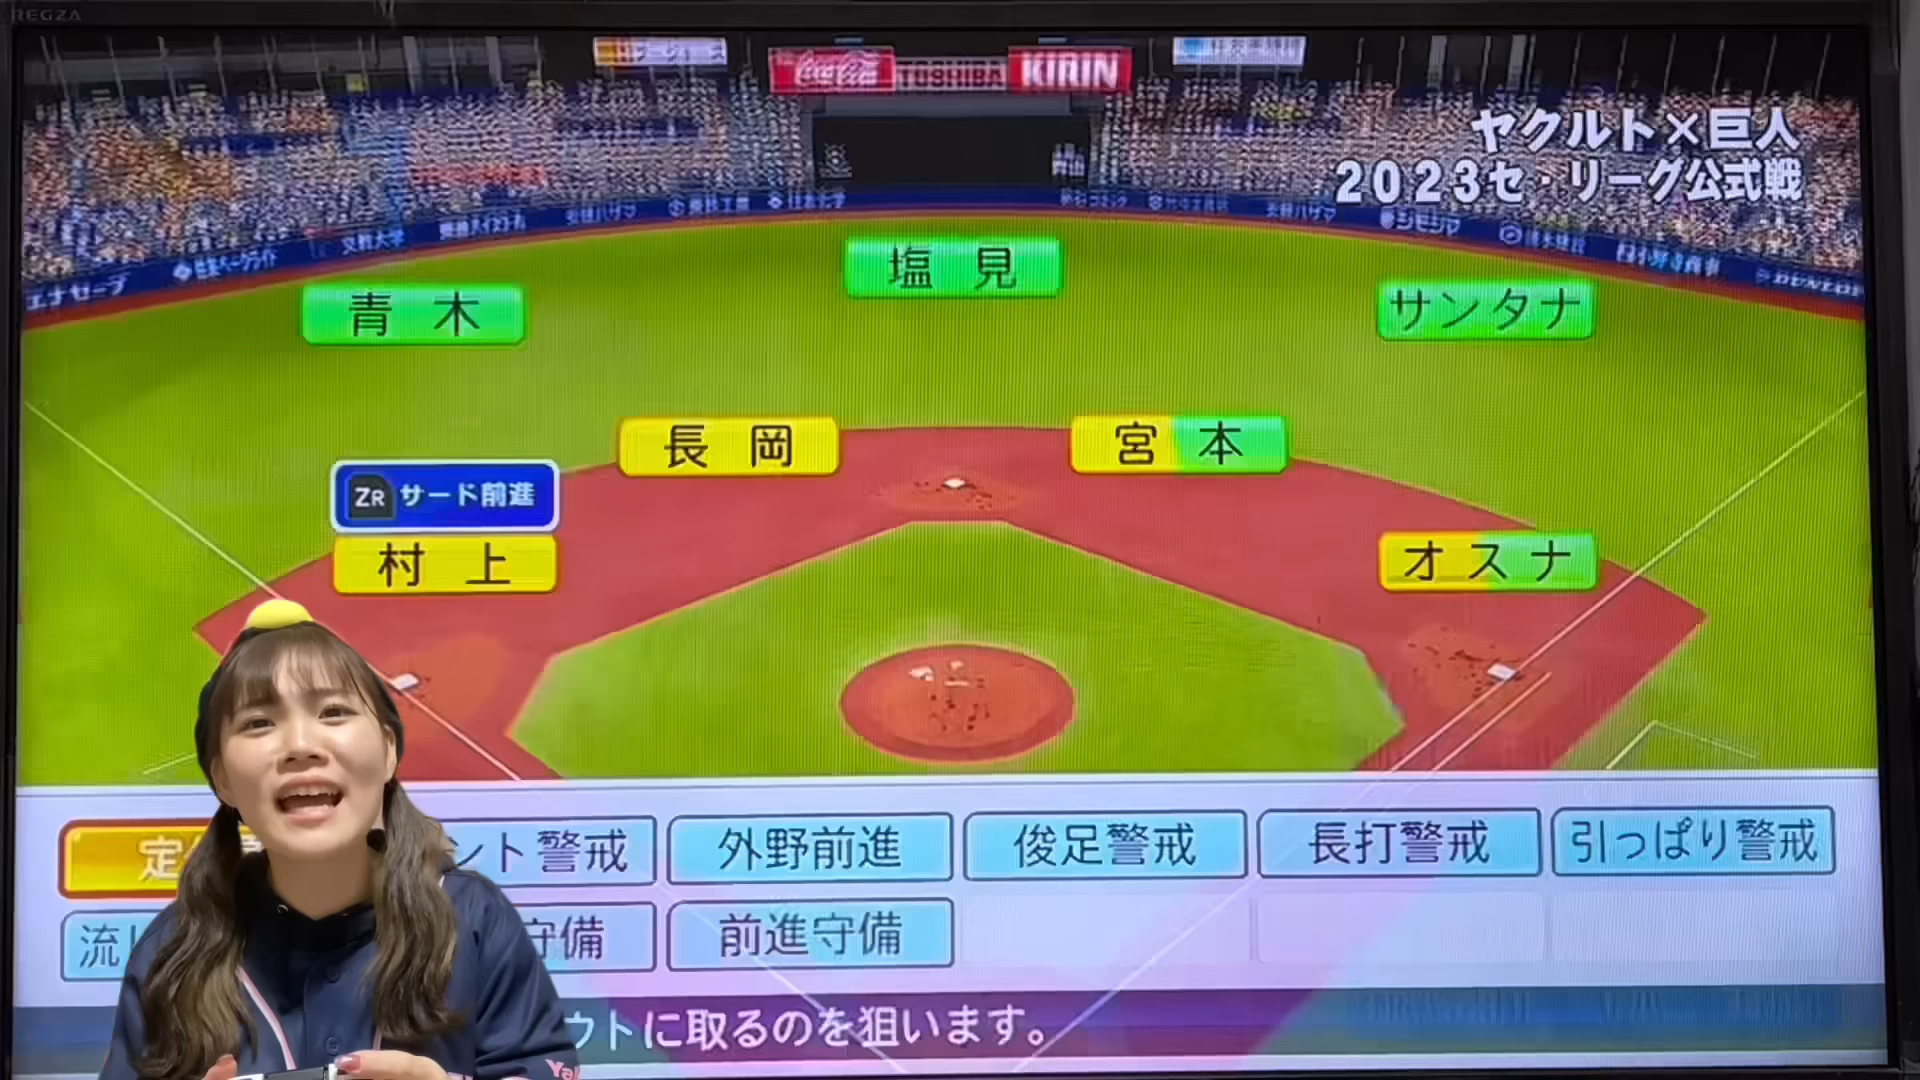 REGZA
Coca-Cola TOSHIBA KIRIN
ヤクルト×巨人
2023セ・リーグ公式戦
塩見
青木
サンタナ
長岡
宮本
ZR サード前進
村上
オスナ
ント警戒
外野前進
俊足警戒
長打警戒
引っぱり警戒
流し
守備
前進守備
ウトに取るのを狙います。